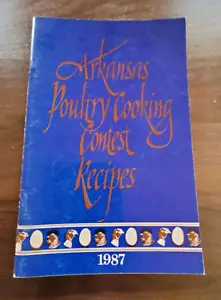 Arkansas
Poultry Cooking
Contest
Recipes
1987